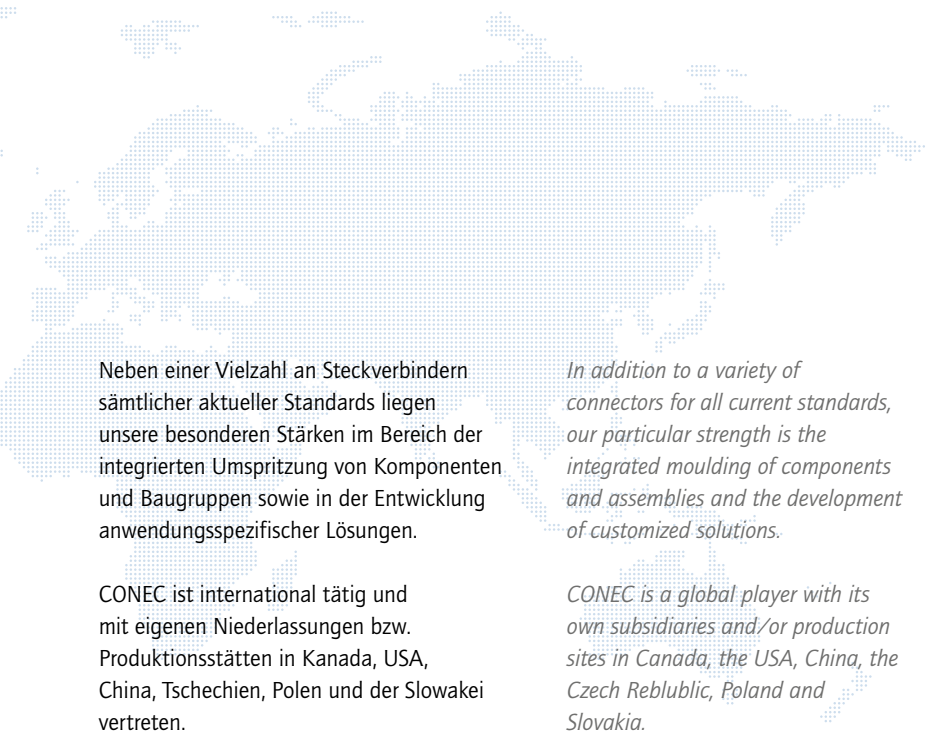 Neben einer Vielzahl an Steckverbindern
sämtlicher aktueller Standards liegen
unsere besonderen Stärken im Bereich der
integrierten Umspritzung von Komponenten
und Baugruppen sowie in der Entwicklung
anwendungsspezifischer Lösungen.
CONEC ist international tätig und
mit eigenen Niederlassungen bzw.
Produktionsstätten in Kanada, USA,
China, Tschechien, Polen und der Slowakei
vertreten.
In addition to a variety of
connectors for all current standards,
our particular strength is the
integrated moulding of components
and assemblies and the development
of customized solutions.
CONEC is a global player with its
own subsidiaries and/or production
sites in Canada, the USA, China, the
Czech Reblublic, Poland and
Slovakia.